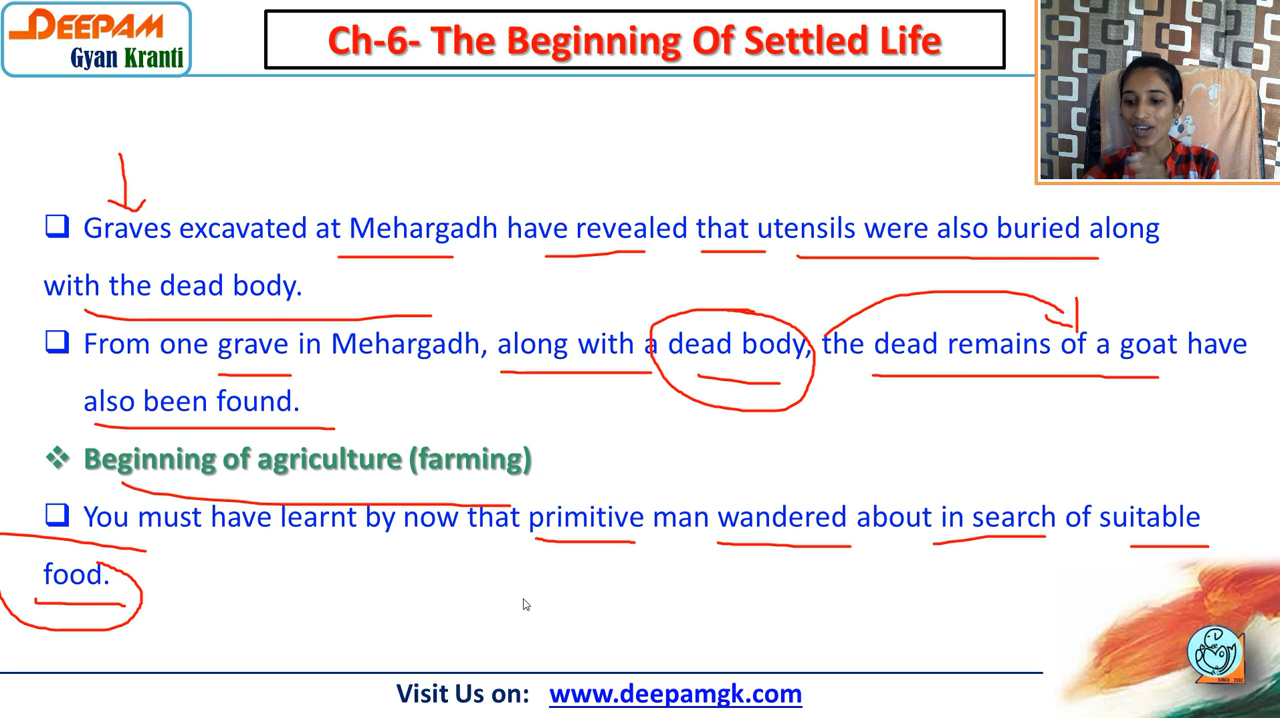 DEEPAM
Gyan Kranti
Ch-6- The Beginning Of Settled Life
❑ Graves excavated at Mehargadh have revealed that utensils were also buried along
with the dead body.
❑ From one grave in Mehargadh, along with a dead body, the dead remains of a goat have
also been found.
❖ Beginning of agriculture (farming)
❑ You must have learnt by now that primitive man wandered about in search of suitable
food.
SINCE 2002
Visit Us on: www.deepamgk.com